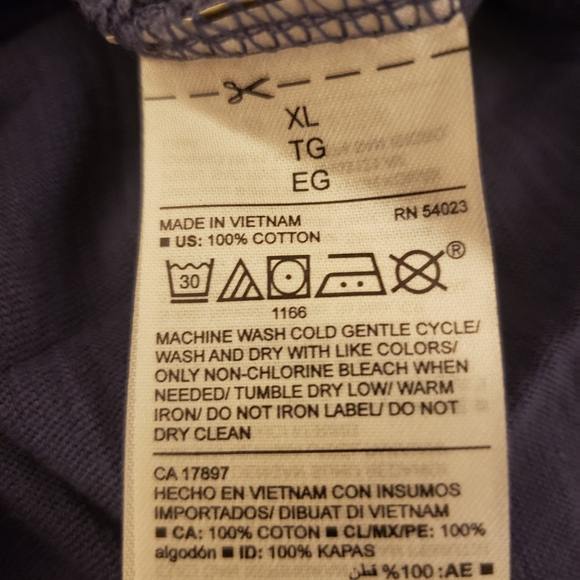 XL
TG
EG
MADE IN VIETNAM RN 54023
■ US: 100% COTTON
30
®
1166
MACHINE WASH COLD GENTLE CYCLE/
WASH AND DRY WITH LIKE COLORS/
ONLY NON-CHLORINE BLEACH WHEN
NEEDED/ TUMBLE DRY LOW/ WARM
IRON/ DO NOT IRON LABEL/ DO NOT
DRY CLEAN
CA 17897
HECHO EN VIETNAM CON INSUMOS
IMPORTADOS/ DIBUAT DI VIETNAM
■ CA: 100% COTON ■ CL/MX/PE: 100%
algodón ■ ID: 100% KAPAS
■ AE: 100% قطن